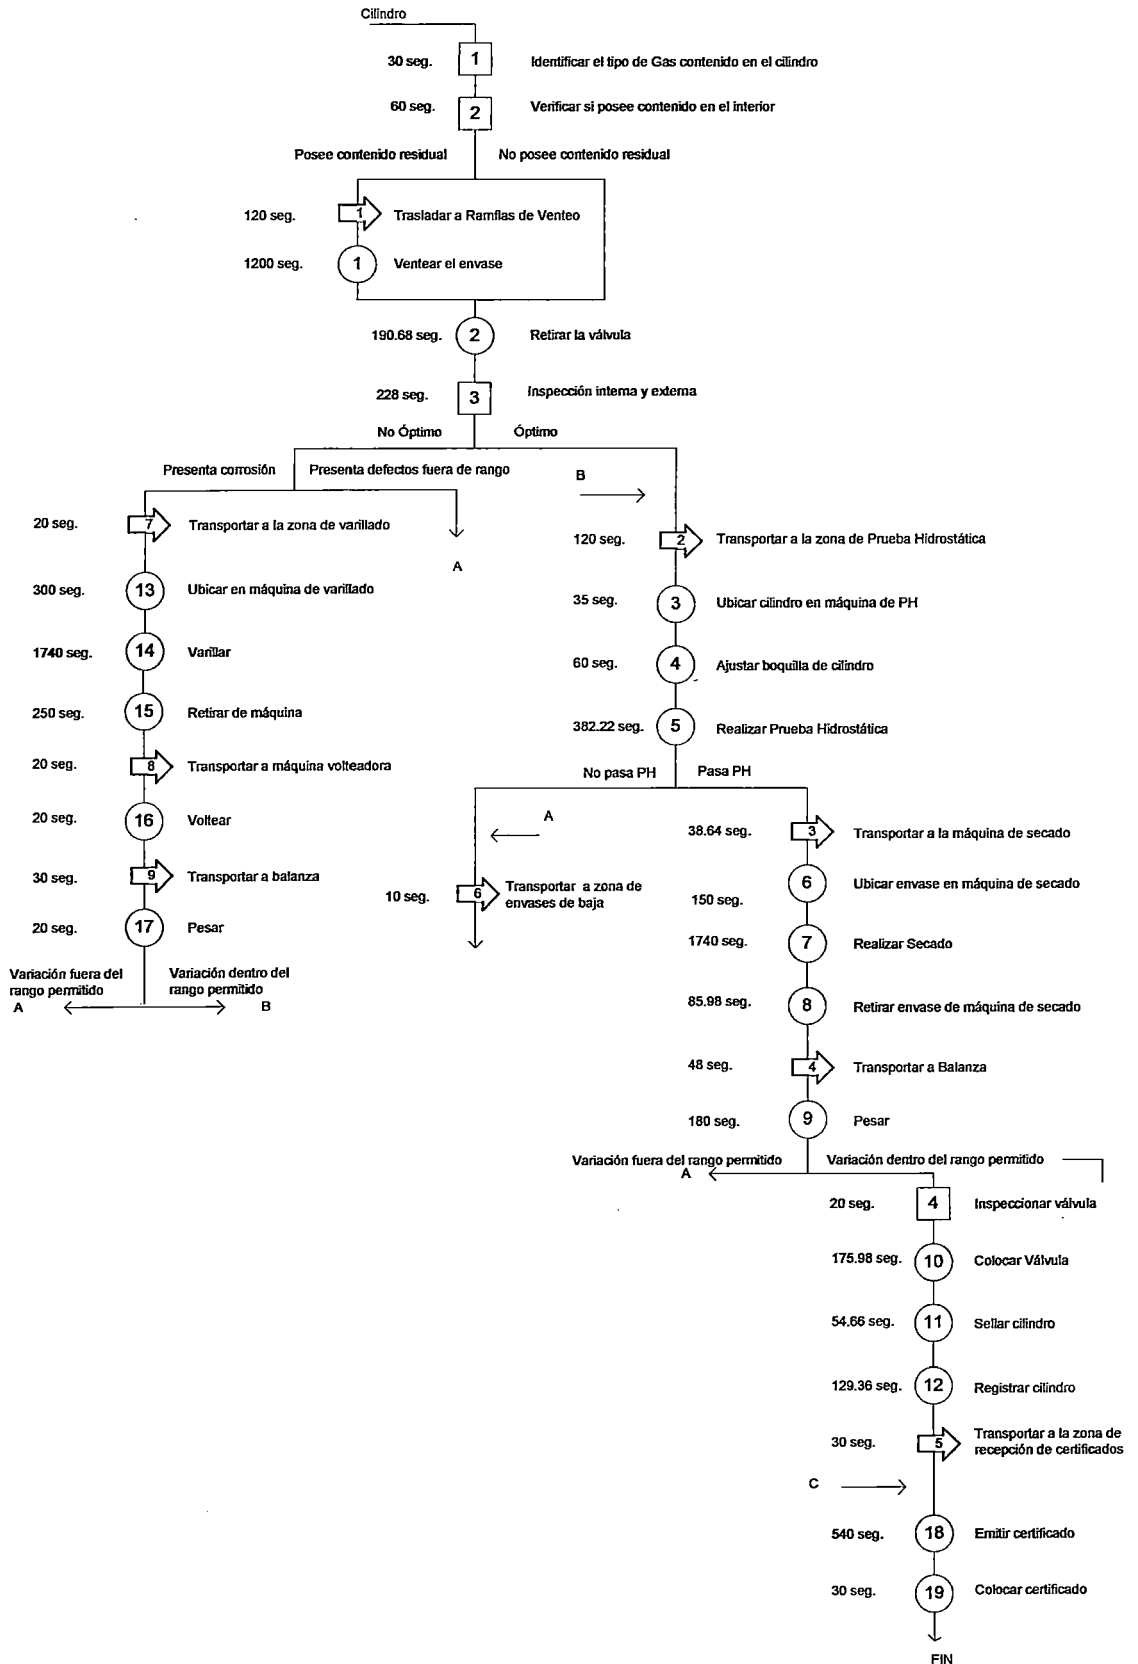 Cilindro
30 seg.
1
Identificar el tipo de Gas contenido en el cilindro
60 seg.
2
Verificar si posee contenido en el interior
Posee contenido residual
No posee contenido residual
120 seg.
1
Trasladar a Ramflas de Venteo
1200 seg.
1
Ventear el envase
190.68 seg.
2
Retirar la válvula
228 seg.
3
Inspección interna y externa
No Óptimo
Óptimo
Presenta corrosión
Presenta defectos fuera de rango
20 seg.
7
Transportar a la zona de varillado
300 seg.
13
Ubicar en máquina de varillado
1740 seg.
14
Varillar
250 seg.
15
Retirar de máquina
20 seg.
8
Transportar a máquina volteadora
20 seg.
16
Voltear
30 seg.
9
Transportar a balanza
20 seg.
17
Pesar
Variación fuera del
rango permitido
Variación dentro del
rango permitido
A
B
A
B
120 seg.
2
Transportar a la zona de Prueba Hidrostática
35 seg.
3
Ubicar cilindro en máquina de PH
60 seg.
4
Ajustar boquilla de cilindro
382.22 seg.
5
Realizar Prueba Hidrostática
No pasa PH
Pasa PH
A
10 seg.
6
Transportar a zona de
envases de baja
38.64 seg.
3
Transportar a la máquina de secado
150 seg.
6
Ubicar envase en máquina de secado
1740 seg.
7
Realizar Secado
85.98 seg.
8
Retirar envase de máquina de secado
48 seg.
4
Transportar a Balanza
180 seg.
9
Pesar
Variación fuera del rango permitido
Variación dentro del rango permitido
A
20 seg.
4
Inspeccionar válvula
175.98 seg.
10
Colocar Válvula
54.66 seg.
11
Sellar cilindro
129.36 seg.
12
Registrar cilindro
30 seg.
5
Transportar a la zona de
recepción de certificados
C
540 seg.
18
Emitir certificado
30 seg.
19
Colocar certificado
FIN